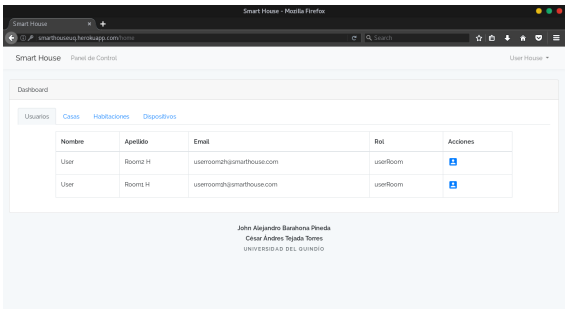 Smart House - Mozilla Firefox
Smart House
smarthouseuq.herokuapp.com/home
Search
Smart House Panel de Control User House
Dashboard
Usuarios Casas Habitaciones Dispositivos
Nombre Apellido Email Rol Acciones
User Room2 H userroom2h@smarthouse.com userRoom
User Room1 H userroom1h@smarthouse.com userRoom
John Alejandro Barahona Pineda
César Andres Tejada Torres
UNIVERSIDAD DEL QUINDÍO